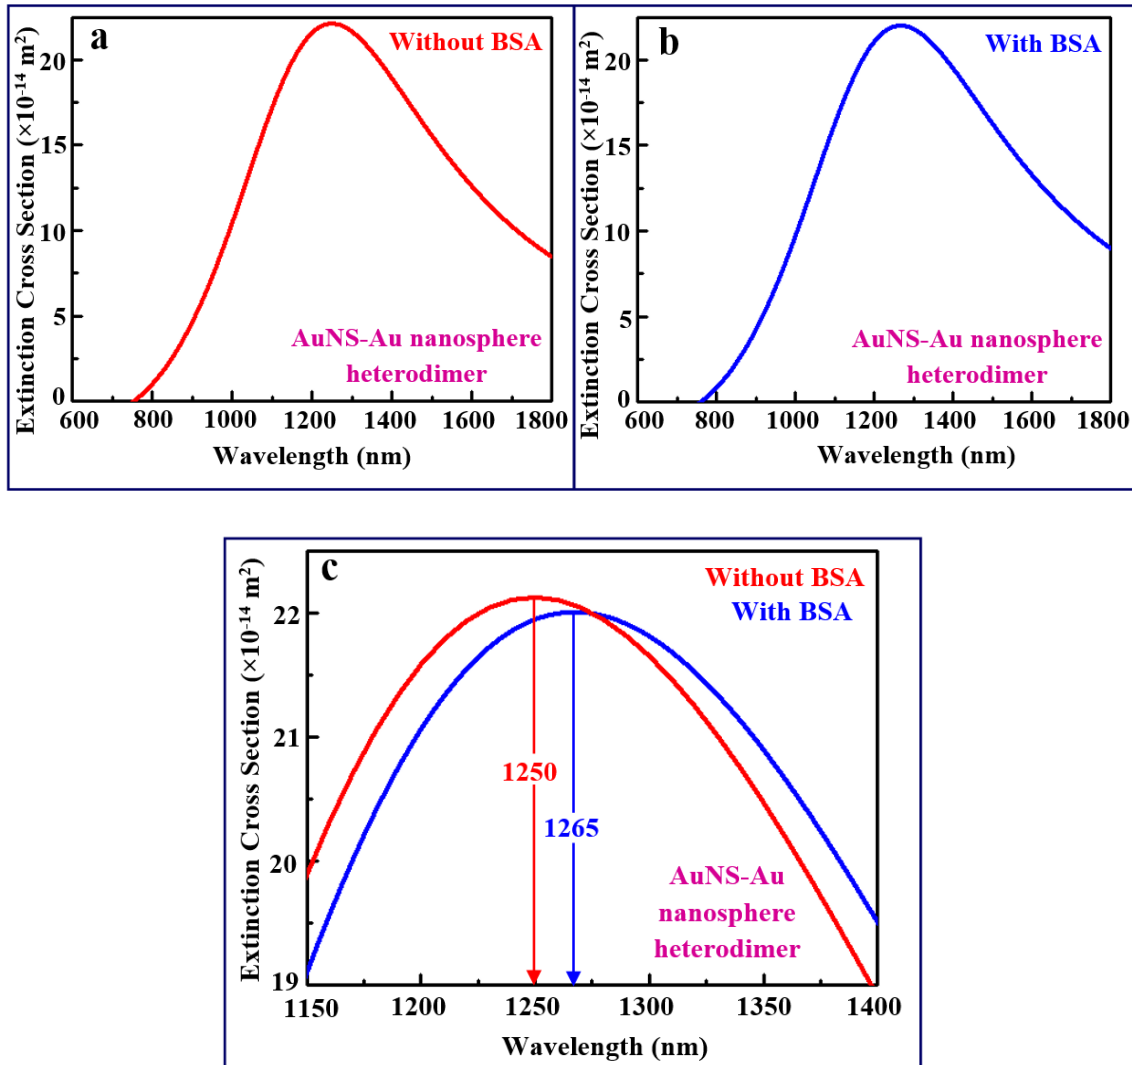 a
Without BSA
Extinction Cross Section (×10⁻¹⁴ m²)
20
15
10
5
0
AuNS-Au nanosphere
heterodimer
600 800 1000 1200 1400 1600 1800
Wavelength (nm)
b
With BSA
Extinction Cross Section (×10⁻¹⁴ m²)
20
15
10
5
0
AuNS-Au nanosphere
heterodimer
600 800 1000 1200 1400 1600 1800
Wavelength (nm)
c
Without BSA
With BSA
Extinction Cross Section (×10⁻¹⁴ m²)
22
21
20
19
1250
1265
AuNS-Au
nanosphere
heterodimer
1150 1200 1250 1300 1350 1400
Wavelength (nm)